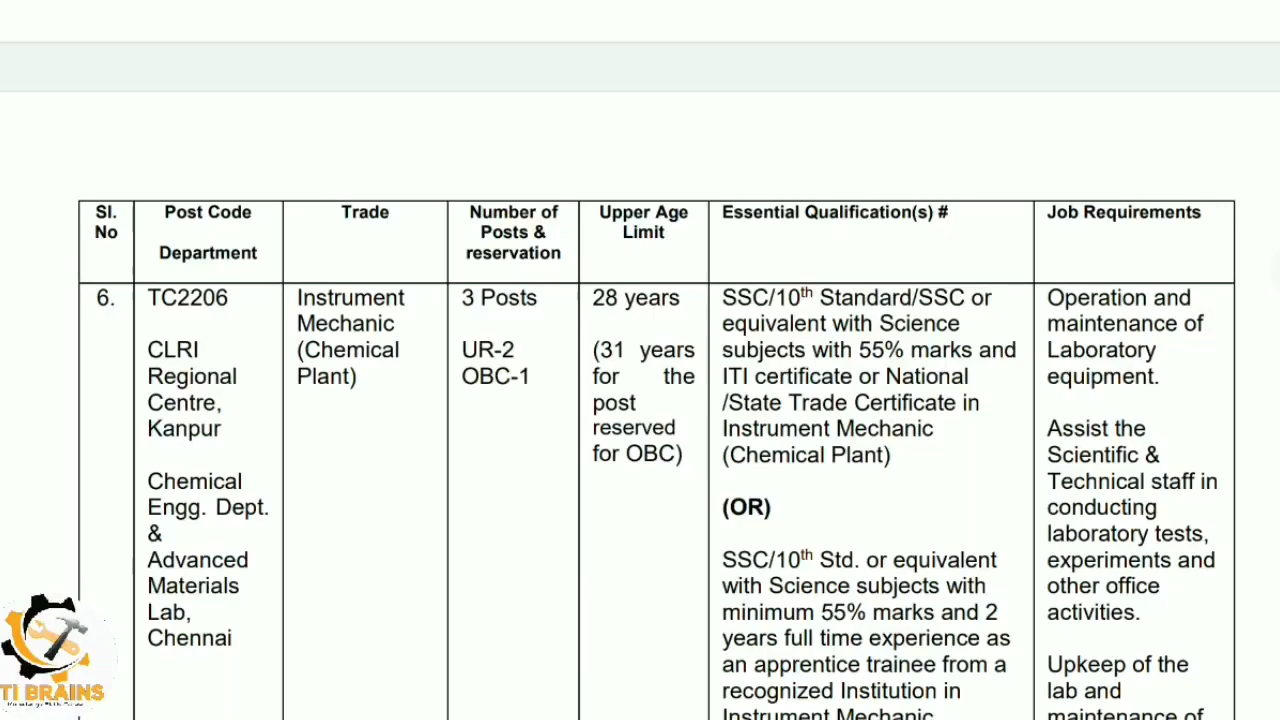 Sl. No
Post Code
Department
Trade
Number of
Posts &
reservation
Upper Age
Limit
Essential Qualification(s) #
Job Requirements
6.
TC2206
CLRI
Regional
Centre,
Kanpur
Chemical
Engg. Dept.
&
Advanced
Materials
Lab,
Chennai
Instrument
Mechanic
(Chemical
Plant)
3 Posts
UR-2
OBC-1
28 years
(31 years
for the
post
reserved
for OBC)
SSC/10th Standard/SSC or
equivalent with Science
subjects with 55% marks and
ITI certificate or National
/State Trade Certificate in
Instrument Mechanic
(Chemical Plant)
(OR)
SSC/10th Std. or equivalent
with Science subjects with
minimum 55% marks and 2
years full time experience as
an apprentice trainee from a
recognized Institution in
Instrument Mechanic
Operation and
maintenance of
Laboratory
equipment.
Assist the
Scientific &
Technical staff in
conducting
laboratory tests,
experiments and
other office
activities.
Upkeep of the
lab and
maintenance of
TI BRAINS